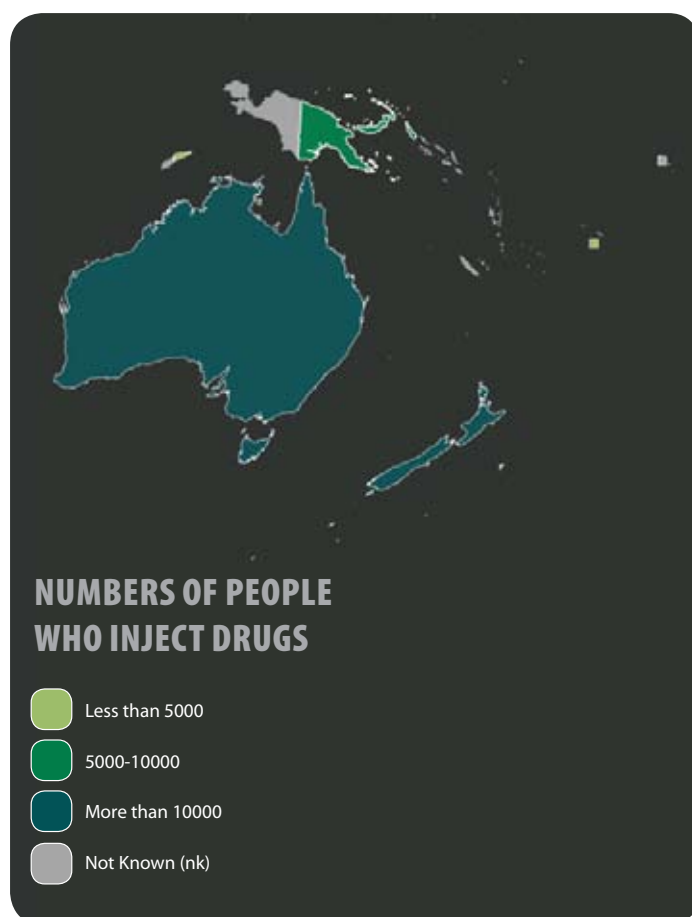 NUMBERS OF PEOPLE
WHO INJECT DRUGS
Less than 5000
5000-10000
More than 10000
Not Known (nk)